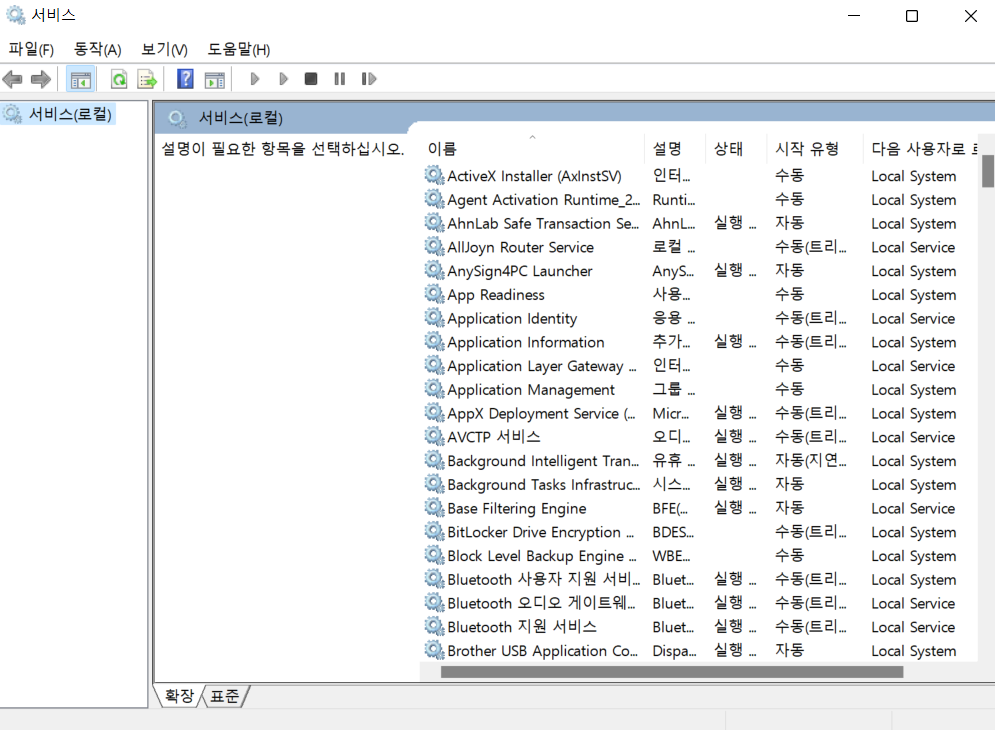 서비스
파일(F) 동작(A) 보기(V) 도움말(H)
서비스(로컬)
서비스(로컬)
설명이 필요한 항목을 선택하십시오.
이름 설명 상태 시작 유형 다음 사용자로
ActiveX Installer (AxInstSV) 인터... 수동 Local System
Agent Activation Runtime_2... Runti... 수동 Local System
AhnLab Safe Transaction Se... AhnL... 실행 ... 자동 Local System
AllJoyn Router Service 로컬 ... 수동(트리... Local Service
AnySign4PC Launcher AnyS... 실행 ... 자동 Local System
App Readiness 사용... 수동 Local System
Application Identity 응용 ... 수동(트리... Local Service
Application Information 추가... 실행 ... 수동(트리... Local System
Application Layer Gateway ... 인터... 수동 Local Service
Application Management 그룹 ... 수동 Local System
AppX Deployment Service (... Micr... 실행 ... 수동(트리... Local System
AVCTP 서비스 오디... 실행 ... 수동(트리... Local Service
Background Intelligent Tran... 유휴 ... 실행 ... 자동(지연... Local System
Background Tasks Infrastruc... 시스... 실행 ... 자동 Local System
Base Filtering Engine BFE(... 실행 ... 자동 Local Service
BitLocker Drive Encryption ... BDES... 수동(트리... Local System
Block Level Backup Engine ... WBE... 수동 Local System
Bluetooth 사용자 지원 서비... Bluet... 실행 ... 수동(트리... Local System
Bluetooth 오디오 게이트웨... Bluet... 실행 ... 수동(트리... Local Service
Bluetooth 지원 서비스 Bluet... 실행 ... 수동(트리... Local Service
Brother USB Application Co... Dispa... 실행 ... 자동 Local System
확장 표준